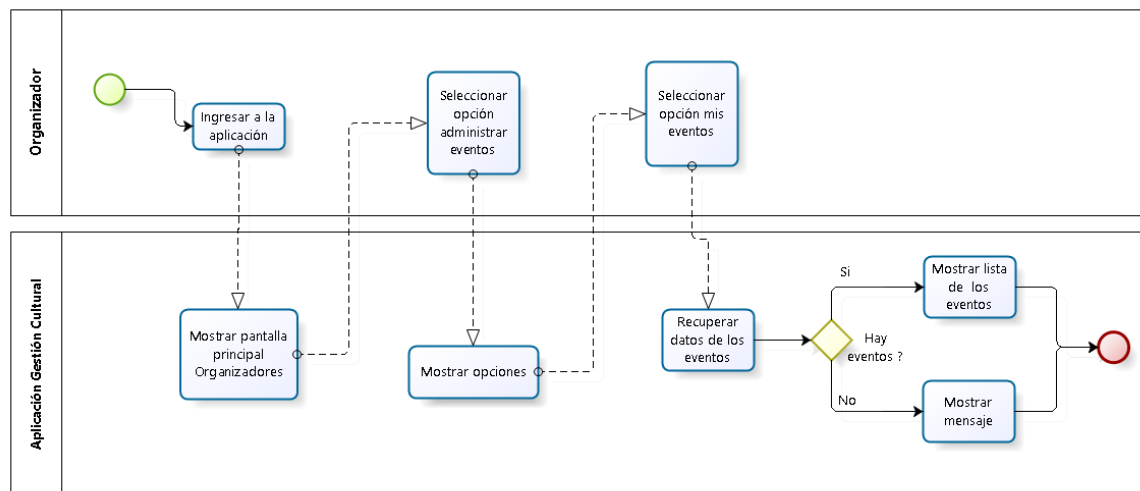 Organizador
Ingresar a la
aplicación
Seleccionar
opción
administrar
eventos
Seleccionar
opción mis
eventos
Aplicación Gestión Cultural
Mostrar pantalla
principal
Organizadores
Mostrar opciones
Recuperar
datos de los
eventos
Hay
eventos ?
Si
Mostrar lista
de los
eventos
No
Mostrar
mensaje